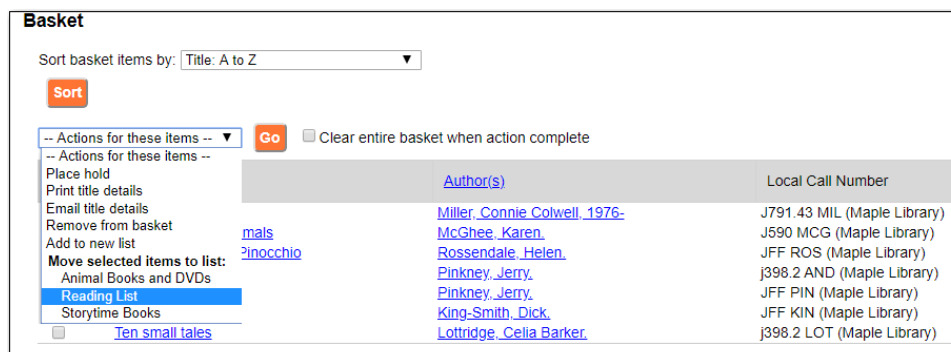 Basket
Sort basket items by: Title: A to Z
Sort
-- Actions for these items -- Go Clear entire basket when action complete
-- Actions for these items --
Place hold
Print title details
Email title details
Remove from basket
Add to new list
Move selected items to list:
Animal Books and DVDs
Reading List
Storytime Books
Author(s) Local Call Number
Miller, Connie Colwell, 1976- J791.43 MIL (Maple Library)
mals McGhee, Karen. J590 MCG (Maple Library)
Pinocchio Rossendale, Helen. JFF ROS (Maple Library)
Pinkney, Jerry. j398.2 AND (Maple Library)
Pinkney, Jerry. JFF PIN (Maple Library)
King-Smith, Dick. JFF KIN (Maple Library)
Ten small tales Lottridge, Celia Barker. j398.2 LOT (Maple Library)